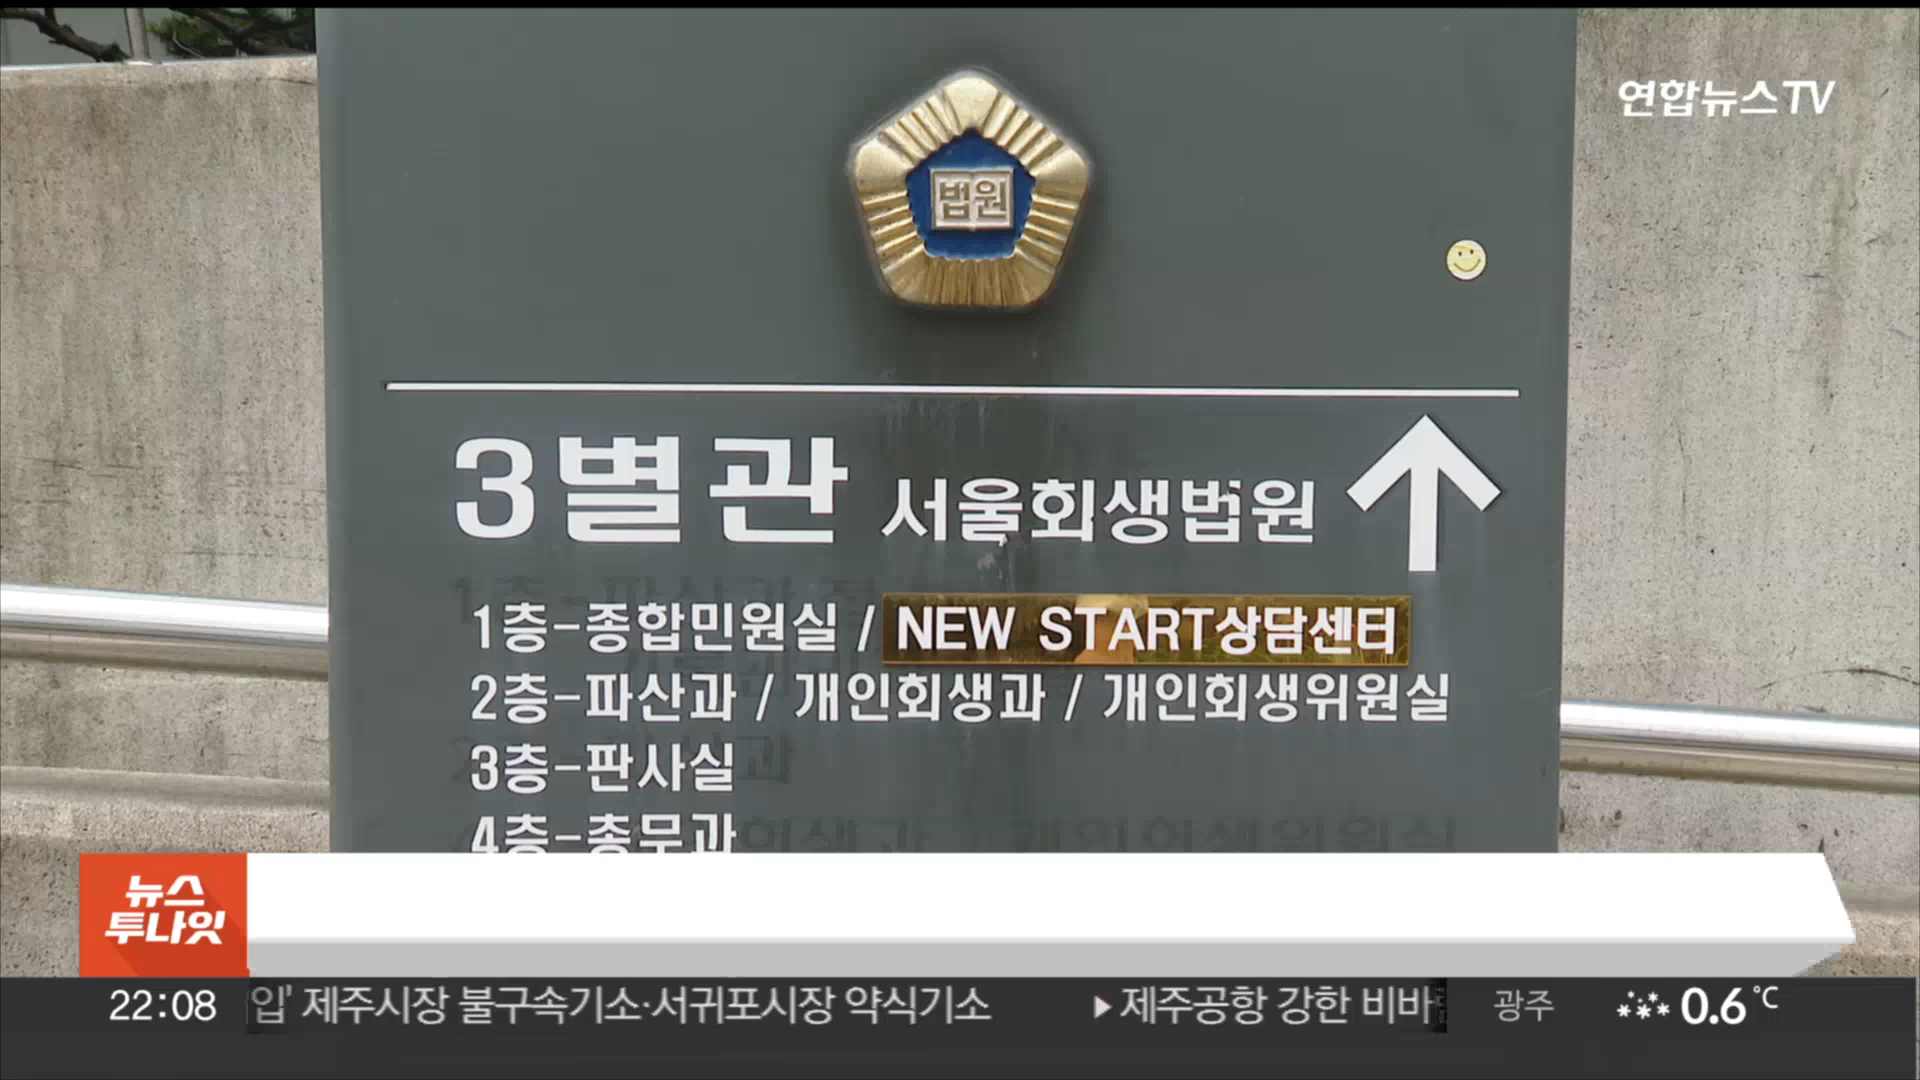 연합뉴스TV
법원
3별관 서울회생법원
1층-종합민원실 / NEW START상담센터
2층-파산과 / 개인회생과 / 개인회생위원실
3층-판사실
4층-총무과
뉴스
투나잇
22:08 입' 제주시장 불구속기소·서귀포시장 약식기소 ▶제주공항 강한 비바 광주 0.6℃